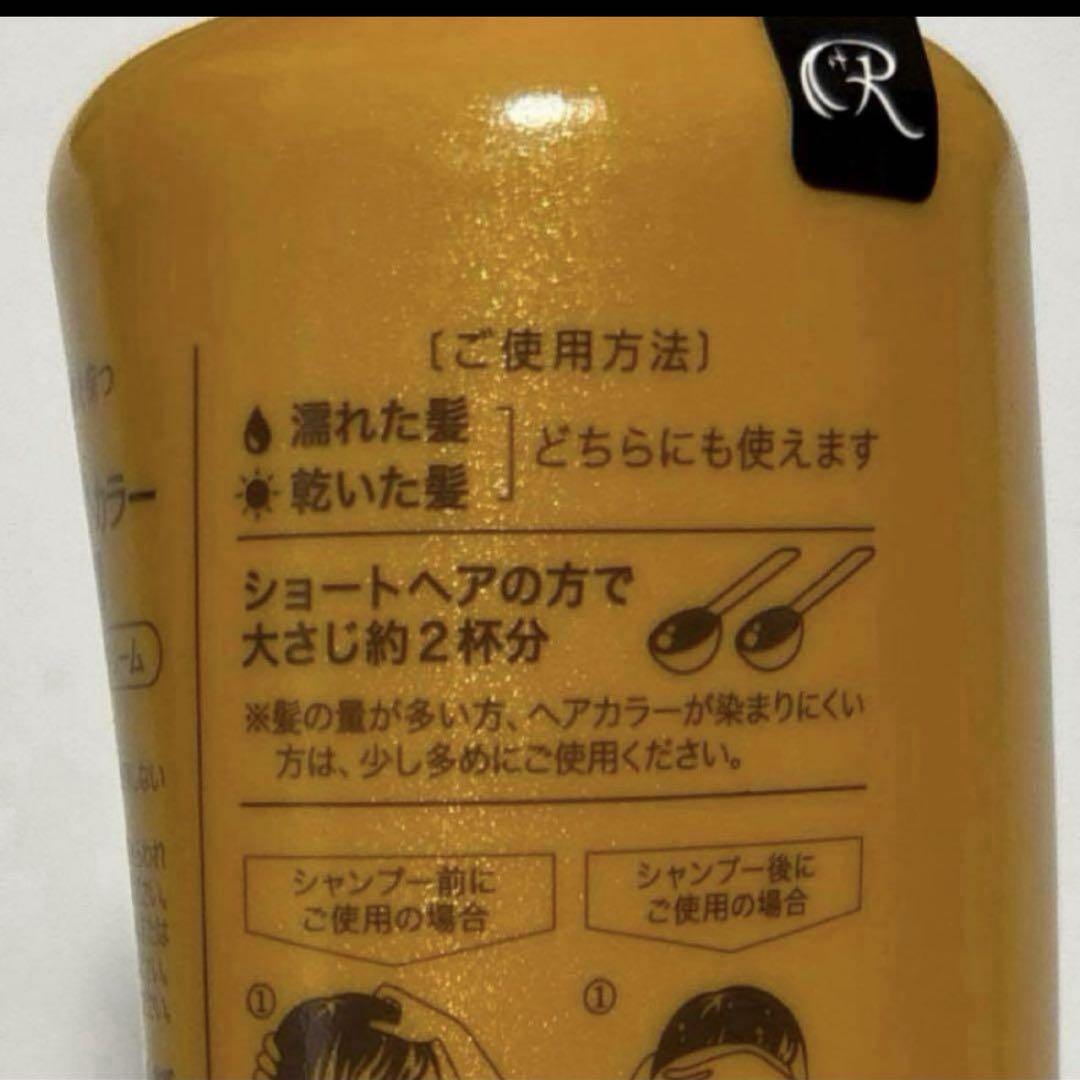 〔ご使用方法〕
濡れた髪
乾いた髪
どちらにも使えます
ショートヘアの方で
大さじ約2杯分
※髪の量が多い方、ヘアカラーが染まりにくい
方は、少し多めにご使用ください。
シャンプー前に
ご使用の場合
シャンプー後に
ご使用の場合
①
①
カラー